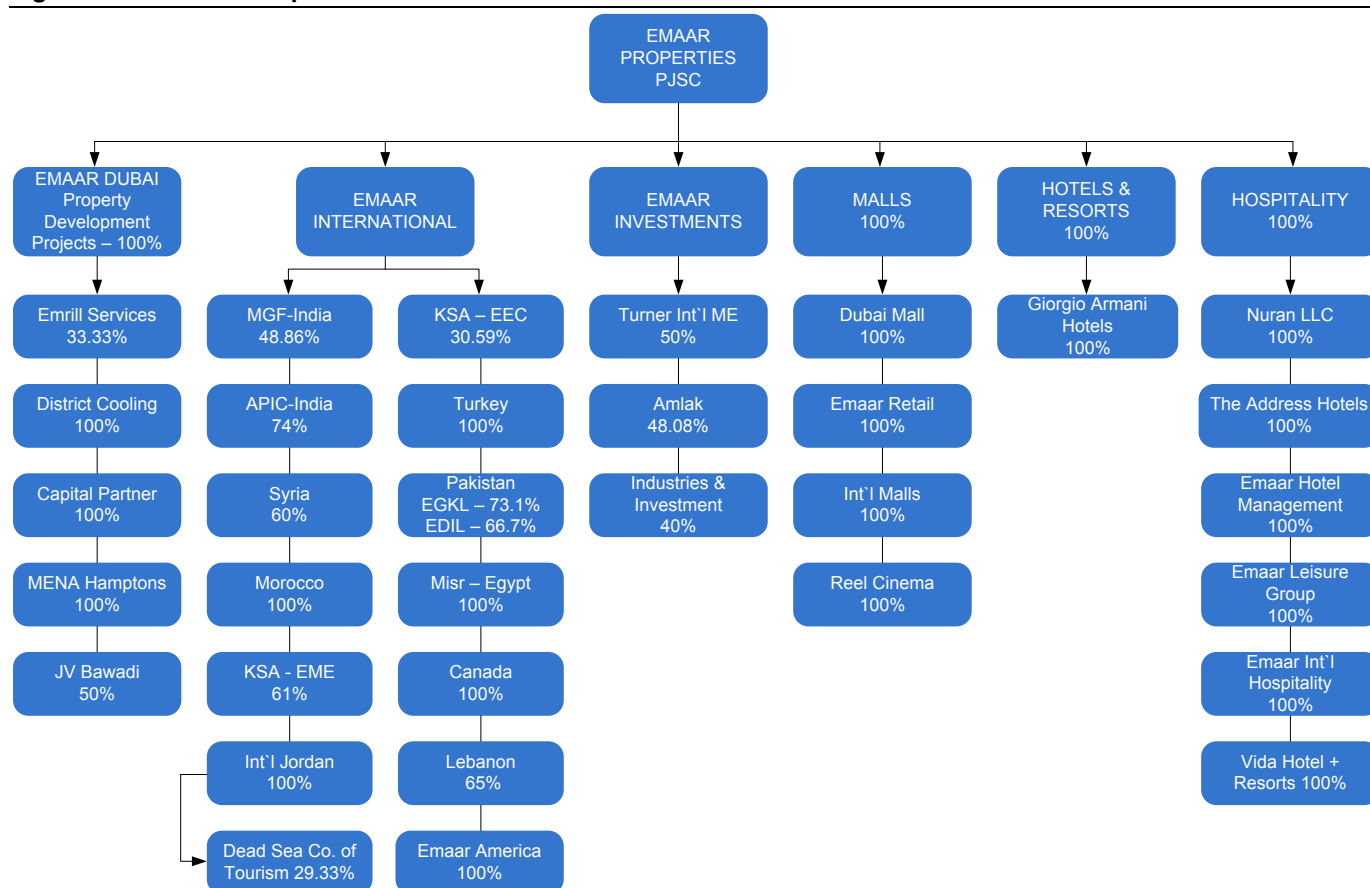 EMAAR
PROPERTIES
PJSC
EMAAR DUBAI
Property
Development
Projects – 100%
EMAAR
INTERNATIONAL
EMAAR
INVESTMENTS
MALLS
100%
HOTELS &
RESORTS
100%
HOSPITALITY
100%
Emrill Services
33.33%
MGF-India
48.86%
KSA – EEC
30.59%
Turner Int`l ME
50%
Dubai Mall
100%
Giorgio Armani
Hotels
100%
Nuran LLC
100%
District Cooling
100%
APIC-India
74%
Turkey
100%
Amlak
48.08%
Emaar Retail
100%
The Address Hotels
100%
Capital Partner
100%
Syria
60%
Pakistan
EGKL – 73.1%
EDIL – 66.7%
Industries &
Investment
40%
Int`l Malls
100%
Emaar Hotel
Management
100%
MENA Hamptons
100%
Morocco
100%
Misr – Egypt
100%
Reel Cinema
100%
Emaar Leisure
Group
100%
JV Bawadi
50%
KSA - EME
61%
Canada
100%
Emaar Int`l
Hospitality
100%
Int`l Jordan
100%
Lebanon
65%
Vida Hotel +
Resorts 100%
Dead Sea Co. of
Tourism 29.33%
Emaar America
100%